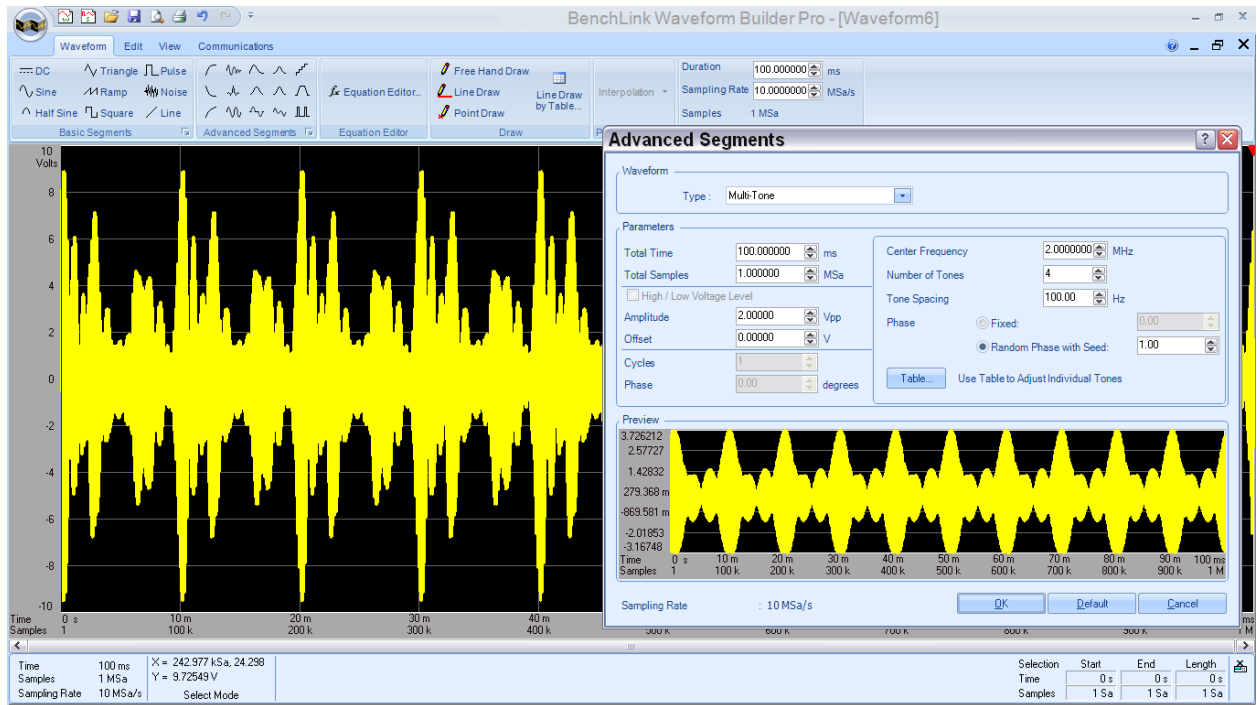 BenchLink Waveform Builder Pro - [Waveform6]
Waveform Edit View Communications
DC Triangle Pulse
Sine Ramp Noise
Half Sine Square Line
Basic Segments
Advanced Segments
Equation Editor...
Equation Editor
Free Hand Draw
Line Draw
Point Draw
Line Draw
by Table...
Draw
Interpolation
P
Duration 100.000000 ms
Sampling Rate 10.0000000 MSa/s
Samples 1 MSa
10
Volts
8
6
4
2
0
-2
-4
-6
-8
-10
Time 0 s 10 m 20 m 30 m 40 m ms
Samples 1 100 k 200 k 300 k 400 k 500 k 600 k 700 k 800 k 900 k 1 M
Advanced Segments
Waveform
Type : Multi-Tone
Parameters
Total Time 100.000000 ms
Total Samples 1.000000 MSa
High / Low Voltage Level
Amplitude 2.00000 Vpp
Offset 0.00000 V
Cycles 1
Phase 0.00 degrees
Center Frequency 2.0000000 MHz
Number of Tones 4
Tone Spacing 100.00 Hz
Phase Fixed: 0.00
Random Phase with Seed: 1.00
Table... Use Table to Adjust Individual Tones
Preview
3.726212
2.57727
1.42832
279.368 m
-869.581 m
-2.01853
-3.16748
Time 0 s 10 m 20 m 30 m 40 m 50 m 60 m 70 m 80 m 90 m 100 ms
Samples 1 100 k 200 k 300 k 400 k 500 k 600 k 700 k 800 k 900 k 1 M
Sampling Rate : 10 MSa/s
OK Default Cancel
Time 100 ms
Samples 1 MSa
Sampling Rate 10 MSa/s
X = 242.977 kSa, 24.298
Y = 9.72549 V
Select Mode
Selection Start End Length
Time 0 s 0 s 0 s
Samples 1 Sa 1 Sa 1 Sa